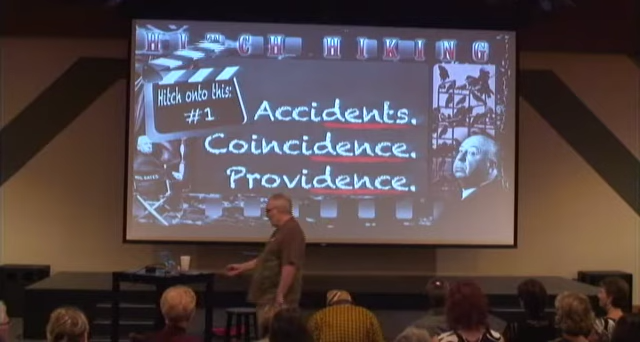 HITCH HIKING
Hitch onto this:
#1
Accidents.
Coincidence.
Providence.